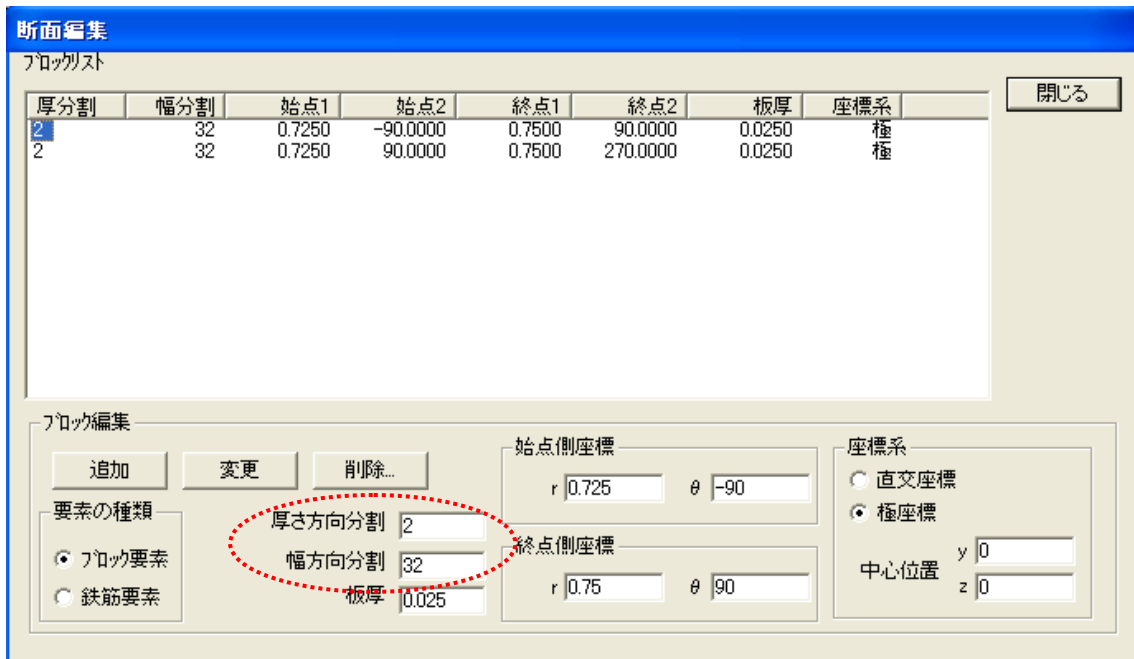 断面編集
ブロックリスト
閉じる
厚分割 幅分割 始点1 始点2 終点1 終点2 板厚 座標系
2 32 0.7250 -90.0000 0.7500 90.0000 0.0250 極
2 32 0.7250 90.0000 0.7500 270.0000 0.0250 極
ブロック編集
追加 変更 削除...
要素の種類
ブロック要素
鉄筋要素
厚さ方向分割 2
幅方向分割 32
板厚 0.025
始点側座標
r 0.725 θ -90
終点側座標
r 0.75 θ 90
座標系
直交座標
極座標
中心位置 y 0
z 0